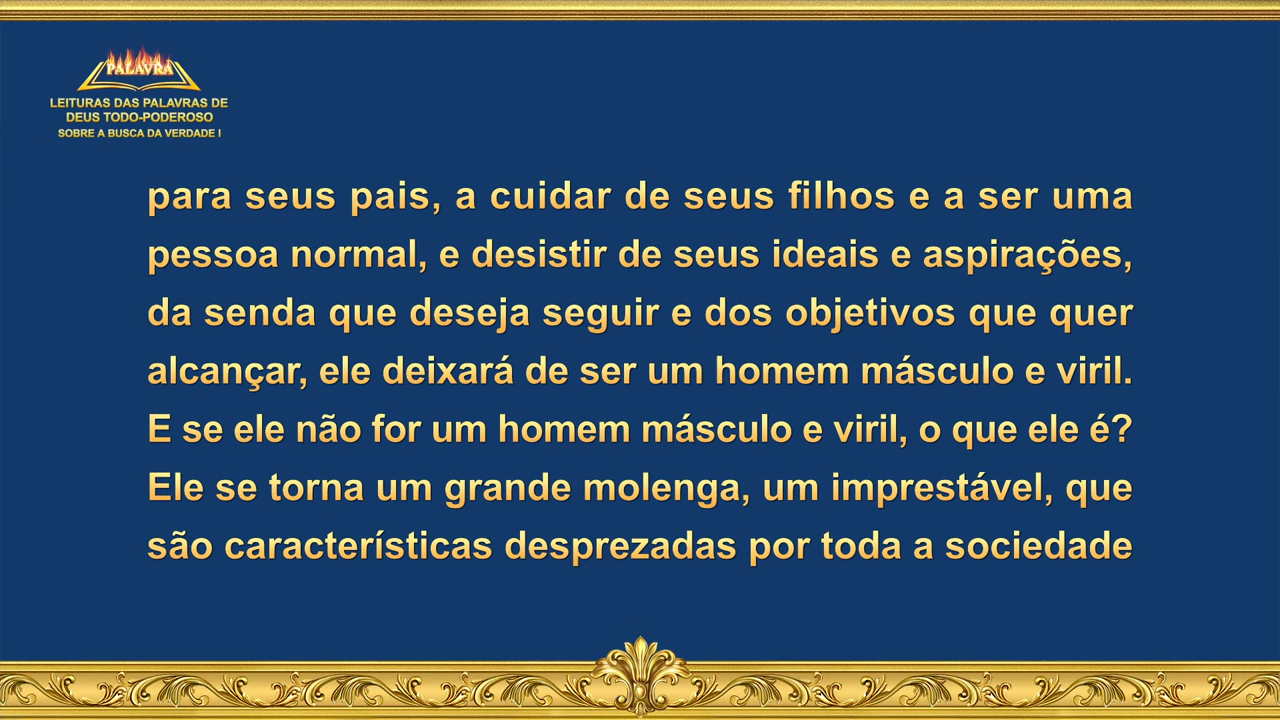 PALAVRA
LEITURAS DAS PALAVRAS DE
DEUS TODO-PODEROSO
SOBRE A BUSCA DA VERDADE I
para seus pais, a cuidar de seus filhos e a ser uma
pessoa normal, e desistir de seus ideais e aspirações,
da senda que deseja seguir e dos objetivos que quer
alcançar, ele deixará de ser um homem másculo e viril.
E se ele não for um homem másculo e viril, o que ele é?
Ele se torna um grande molenga, um imprestável, que
são características desprezadas por toda a sociedade